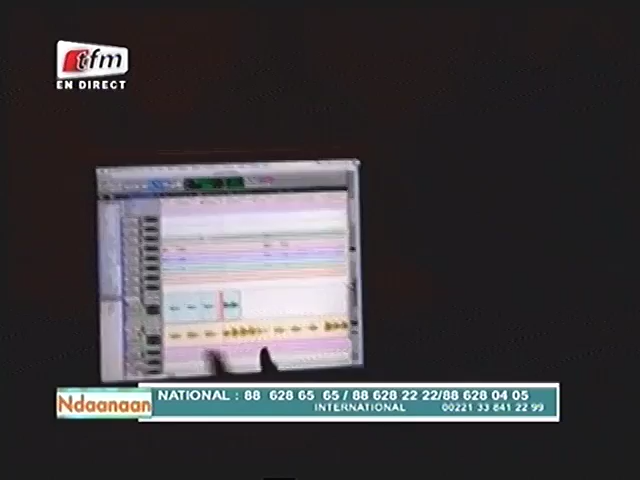 tfm
EN DIRECT
Ndaanaan
NATIONAL : 88 628 65 65 / 88 628 22 22/88 628 04 05
INTERNATIONAL 00221 33 841 22 99